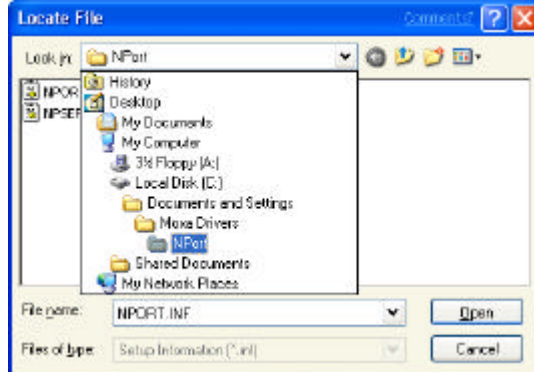 Locate File
Comments?
Look in:
NPort
History
Desktop
My Documents
My Computer
3½ Floppy (A:)
Local Disk (C:)
Documents and Settings
Moxa Drivers
NPort
Shared Documents
My Network Places
NPOR
NPSER
File name:
NPORT.INF
Open
Files of type:
Setup Information (*.inf)
Cancel